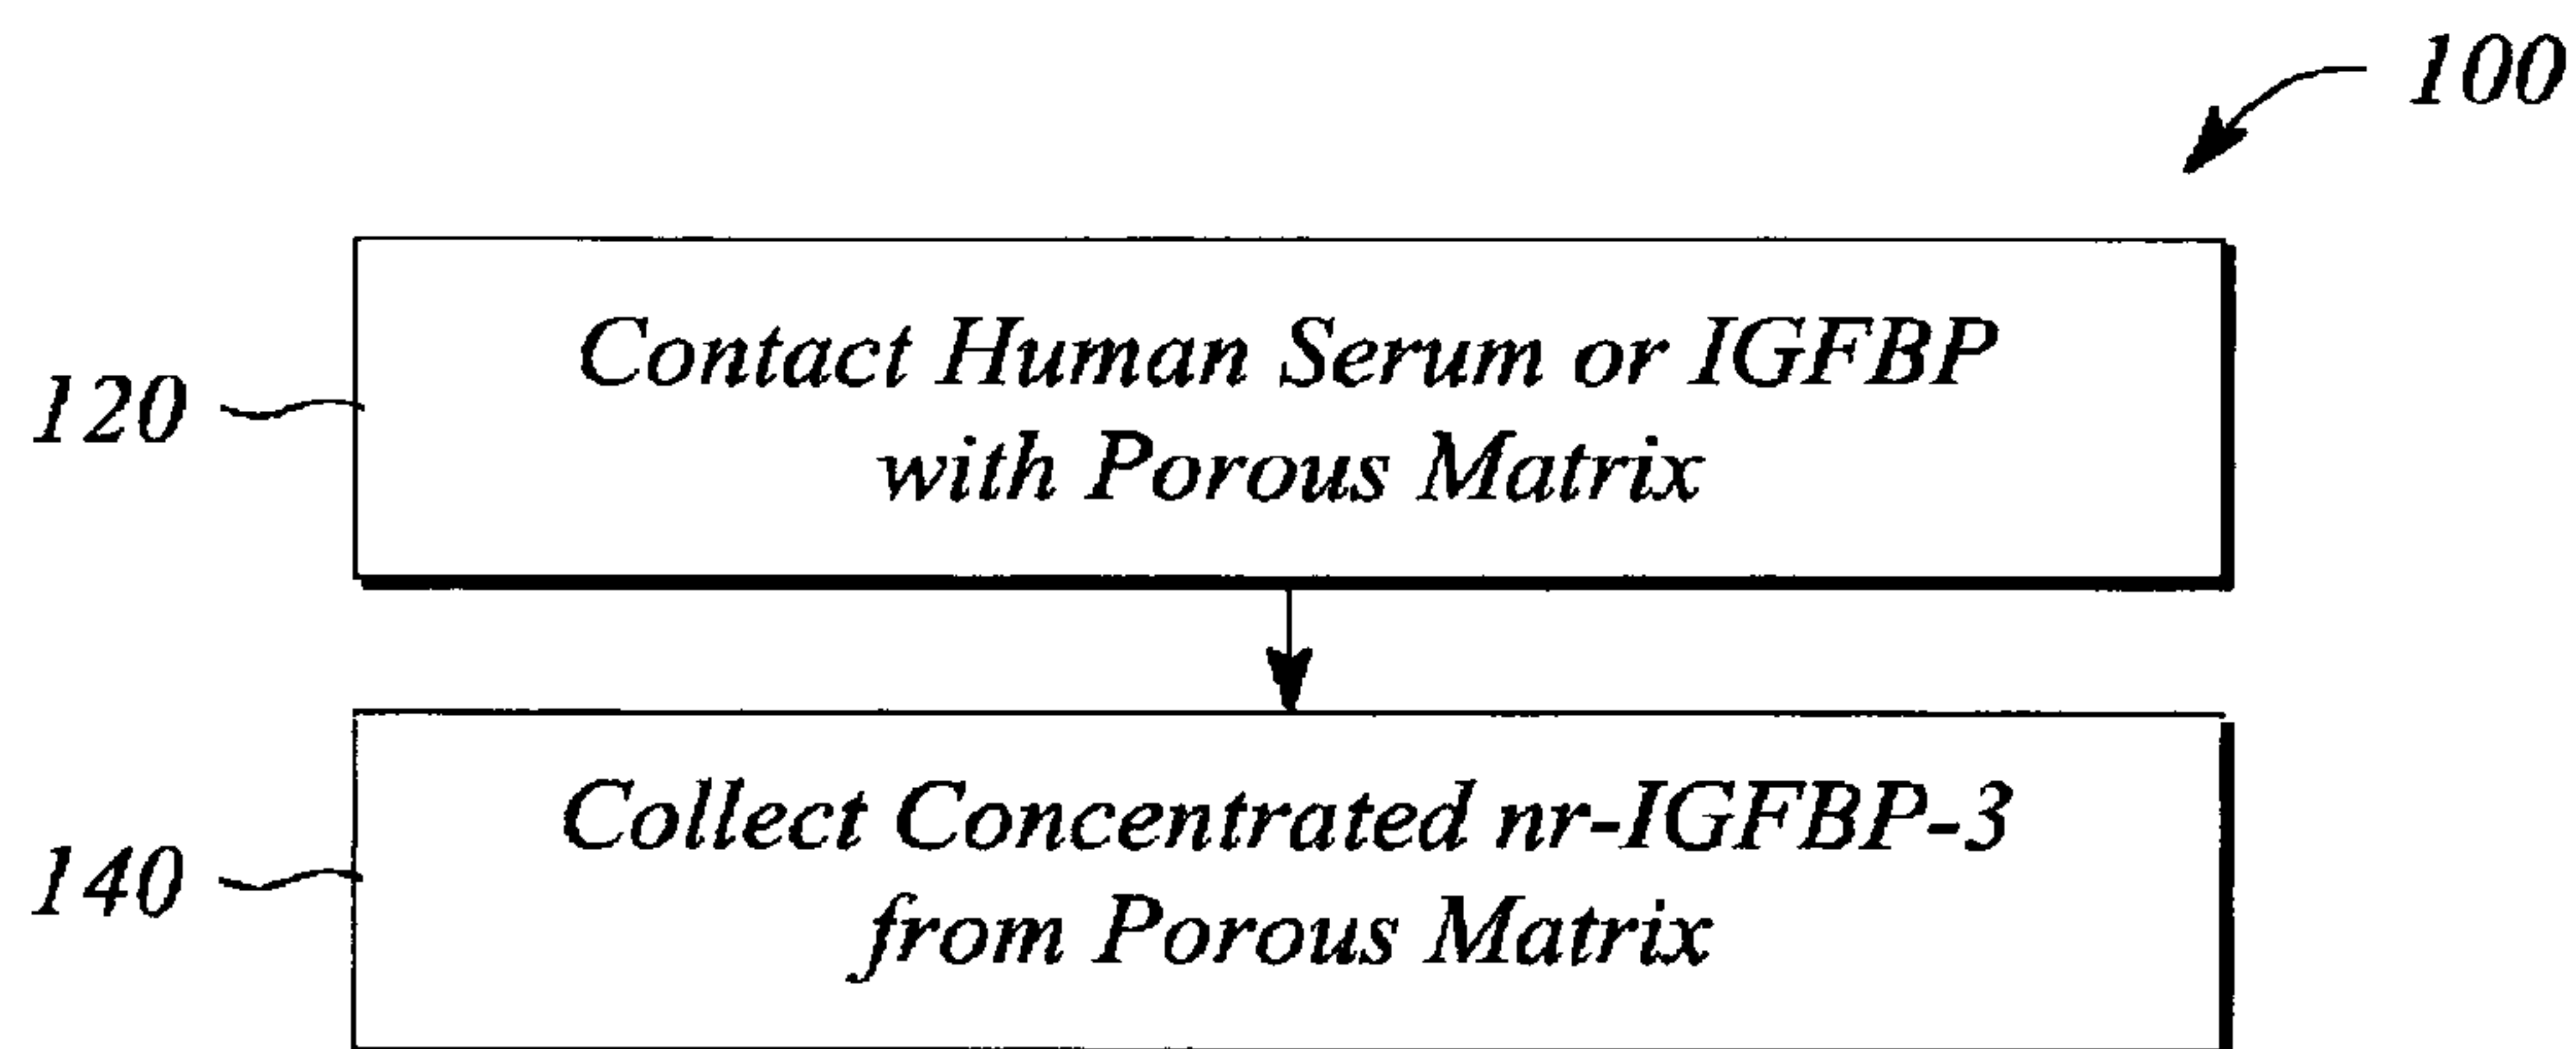 100
120
Contact Human Serum or IGFBP
with Porous Matrix
140
Collect Concentrated nr-IGFBP-3
from Porous Matrix